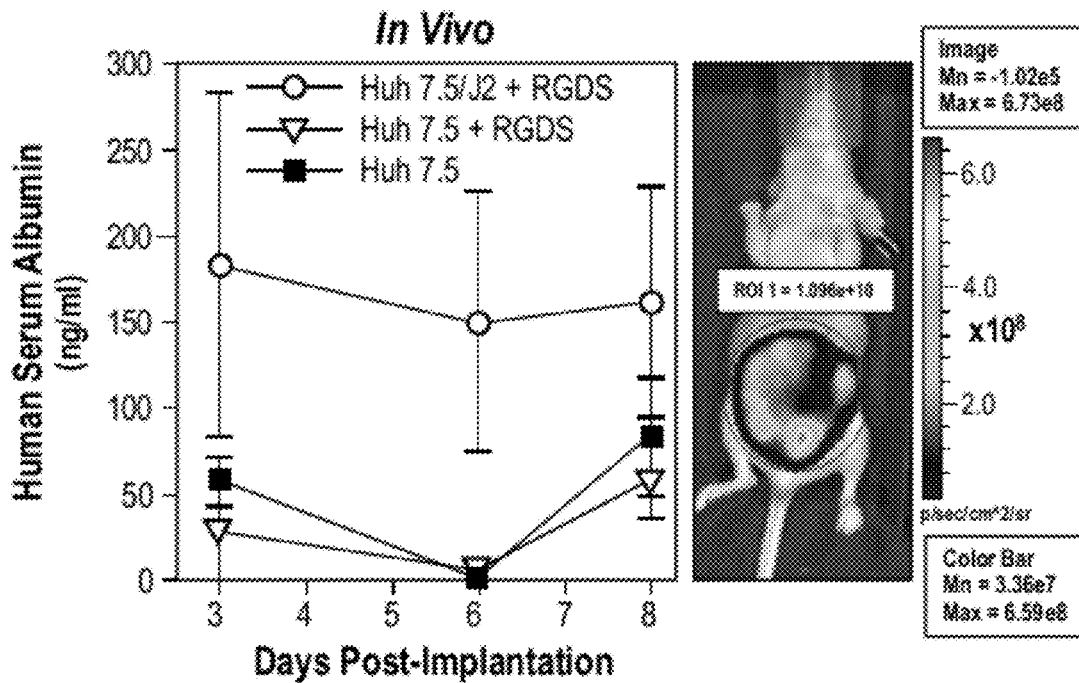 In Vivo
Human Serum Albumin
(ng/ml)
300
250
200
150
100
50
0
Huh 7.5/J2 + RGDS
Huh 7.5 + RGDS
Huh 7.5
3
4
5
6
7
8
Days Post-Implantation
ROI 1 = 1.096e+10
Image
Mn = -1.02e5
Max = 6.73e8
6.0
4.0
x10^8
2.0
p/sec/cm^2/sr
Color Bar
Mn = 3.36e7
Max = 6.59e8